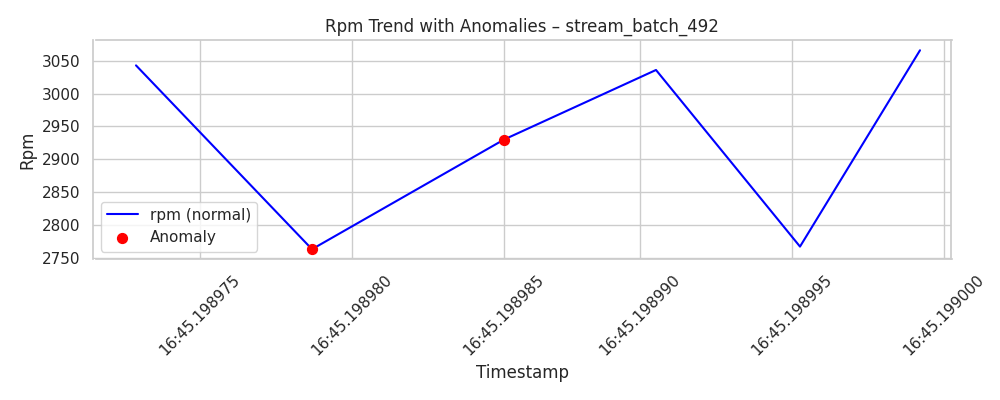 Rpm Trend with Anomalies – stream_batch_492
Rpm
3050
3000
2950
2900
2850
2800
2750
rpm (normal)
Anomaly
16:45.198975
16:45.198980
16:45.198985
16:45.198990
16:45.198995
16:45.199000
Timestamp